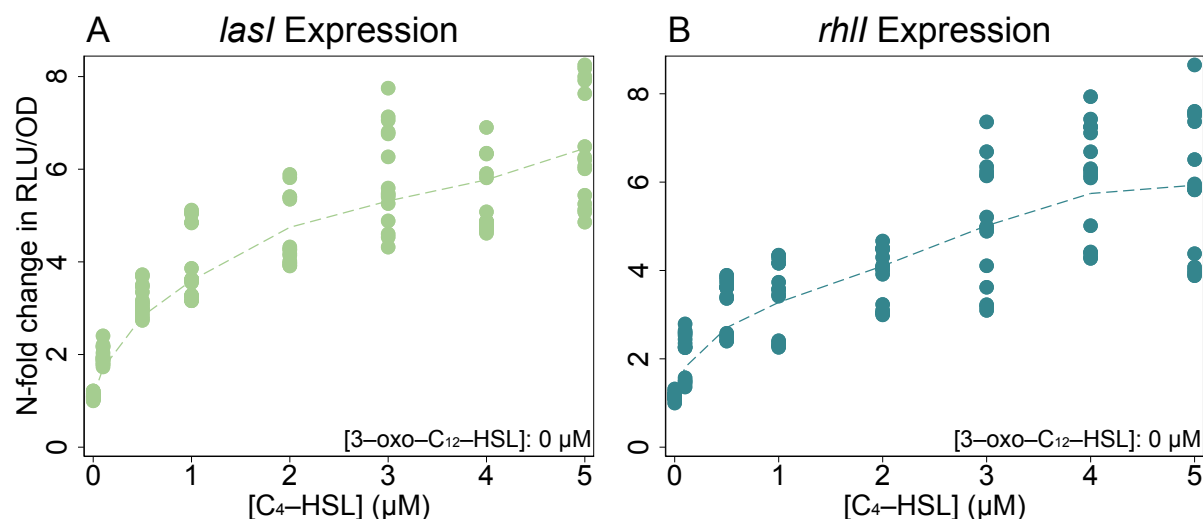 A lasI Expression
N-fold change in RLU/OD
8
6
4
2
0
[3–oxo–C₁₂–HSL]: 0 μM
0 1 2 3 4 5
[C₄–HSL] (μM)
B rhlI Expression
8
6
4
2
0
[3–oxo–C₁₂–HSL]: 0 μM
0 1 2 3 4 5
[C₄–HSL] (μM)